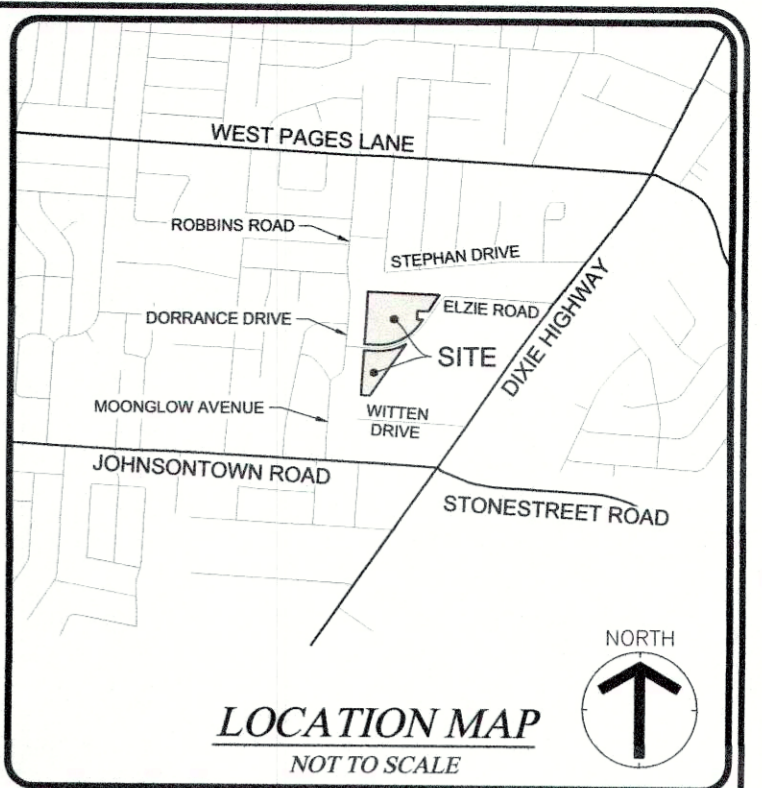 WEST PAGES LANE
ROBBINS ROAD
STEPHAN DRIVE
ELZIE ROAD
DORRANCE DRIVE
SITE
DIXIE HIGHWAY
MOONGLOW AVENUE
WITTEN
DRIVE
JOHNSONTOWN ROAD
STONESTREET ROAD
NORTH
LOCATION MAP
NOT TO SCALE